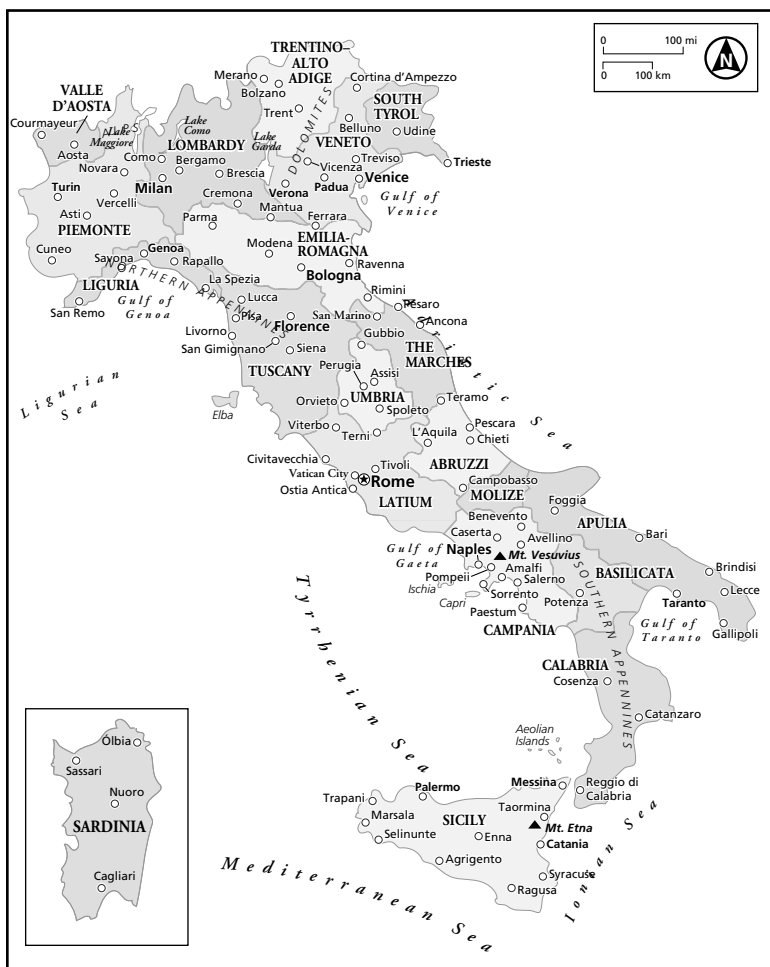 0 100 mi
0 100 km
N
TRENTINO–
ALTO
ADIGE
Merano
Bolzano
Cortina d'Ampezzo
VALLE
D'AOSTA
SOUTH
TYROL
Trent
Courmayeur
ALPS
Lake
Maggiore
Lake
Como
LOMBARDY
Lake
Garda
DOLOMITES
Belluno
VENETO
Udine
Aosta
Como
Bergamo
Vicenza
Treviso
Trieste
Novara
Brescia
Turin
Milan
Verona
Padua
Venice
Vercelli
Cremona
Mantua
Gulf of
Venice
Asti
Parma
Ferrara
PIEMONTE
EMILIA-
ROMAGNA
Cuneo
Savona
Genoa
Modena
Ravenna
Rapallo
Bologna
NORTHERN APPENNINES
La Spezia
LIGURIA
Gulf of
Genoa
Rimini
San Remo
Lucca
Pesaro
Pisa
San Marino
Ancona
Adriatic Sea
Livorno
Florence
Gubbio
THE
MARCHES
San Gimignano
Siena
TUSCANY
Perugia
Assisi
Ligurian
Sea
Elba
Orvieto
UMBRIA
Teramo
Spoleto
Viterbo
Terni
L'Aquila
Pescara
Chieti
Civitavecchia
Tivoli
ABRUZZI
Vatican City
Rome
Campobasso
Ostia Antica
LATIUM
MOLIZE
Foggia
Benevento
APULIA
Caserta
Avellino
Bari
Gulf of
Gaeta
Naples
Mt. Vesuvius
Pompeii
Amalfi
BASILICATA
Brindisi
Ischia
Salerno
Capri
Sorrento
Potenza
Taranto
Lecce
Paestum
Gulf of
Taranto
Gallipoli
CAMPANIA
SOUTHERN APPENNINES
Tyrrhenian Sea
CALABRIA
Cosenza
Catanzaro
Aeolian
Islands
Ólbia
Sassari
Nuoro
SARDINIA
Cagliari
Messina
Reggio di
Calabria
Palermo
Trapani
Taormina
Marsala
SICILY
Mt. Etna
Selinunte
Enna
Catania
Agrigento
Syracuse
Ragusa
Ionian Sea
Mediterranean Sea